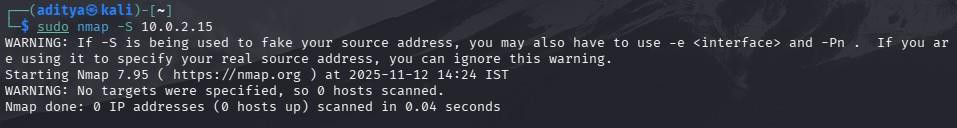 ┌──(aditya㉿kali)-[~]
└─$ sudo nmap -S 10.0.2.15
WARNING: If -S is being used to fake your source address, you may also have to use -e <interface> and -Pn .  If you ar
e using it to specify your real source address, you can ignore this warning.
Starting Nmap 7.95 ( https://nmap.org ) at 2025-11-12 14:24 IST
WARNING: No targets were specified, so 0 hosts scanned.
Nmap done: 0 IP addresses (0 hosts up) scanned in 0.04 seconds